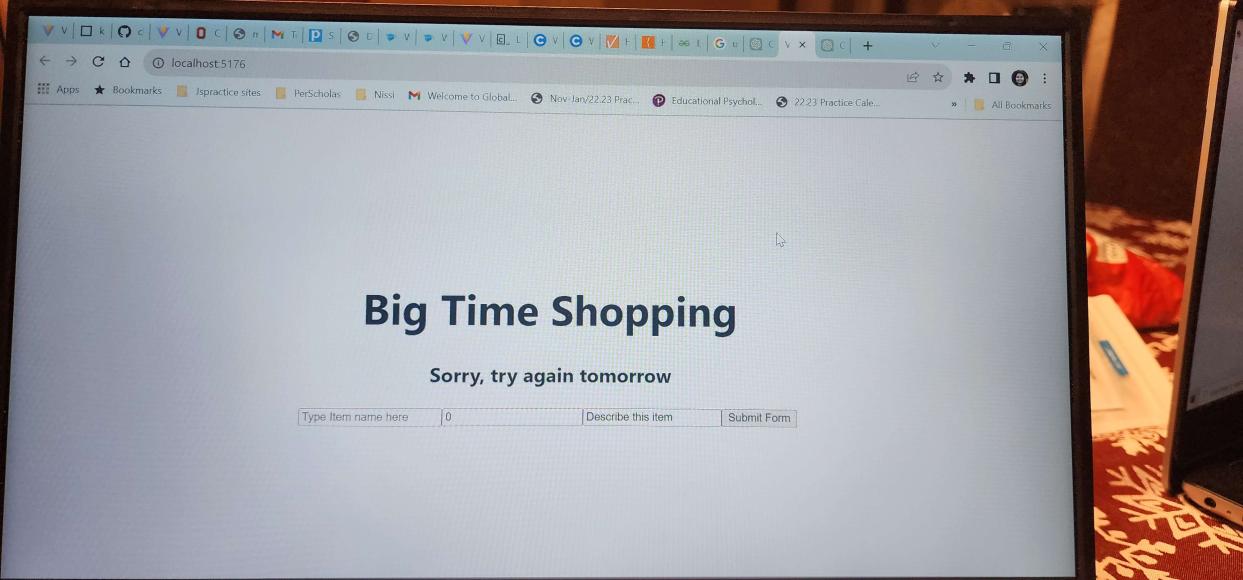 V V k C V C n M T S D V V V L V V + + t G u C V × C +
localhost:5176
Apps Bookmarks Jspractice sites PerScholas Nissi Welcome to Global... Nov-Jan/22.23 Prac... Educational Psychol... 22.23 Practice Cale... » All Bookmarks
Big Time Shopping
Sorry, try again tomorrow
Type Item name here 0 Describe this item Submit Form